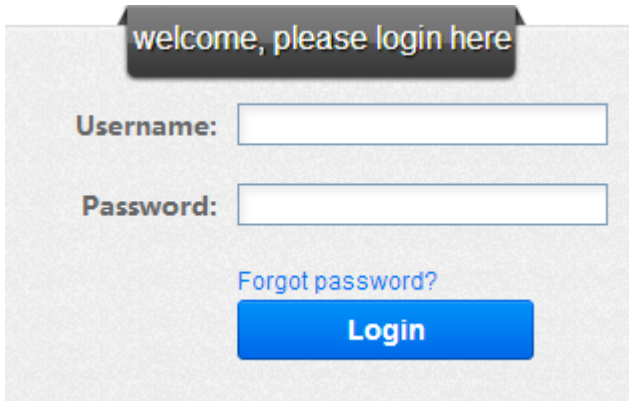 welcome, please login here
Username:
Password:
Forgot password?
Login